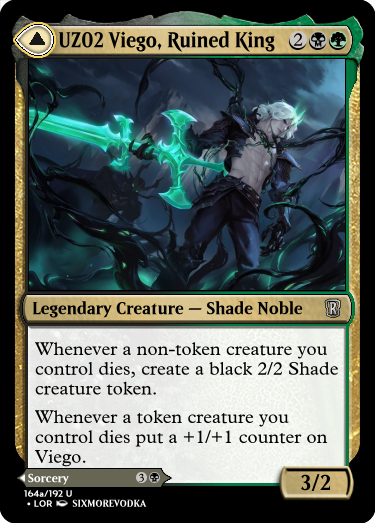 UZ02 Viego, Ruined King 2
Legendary Creature — Shade Noble R
Whenever a non-token creature you
control dies, create a black 2/2 Shade
creature token.
Whenever a token creature you
control dies put a +1/+1 counter on
Viego.
Sorcery 3
3/2
164a/192 U
• LOR SIXMOREVODKA